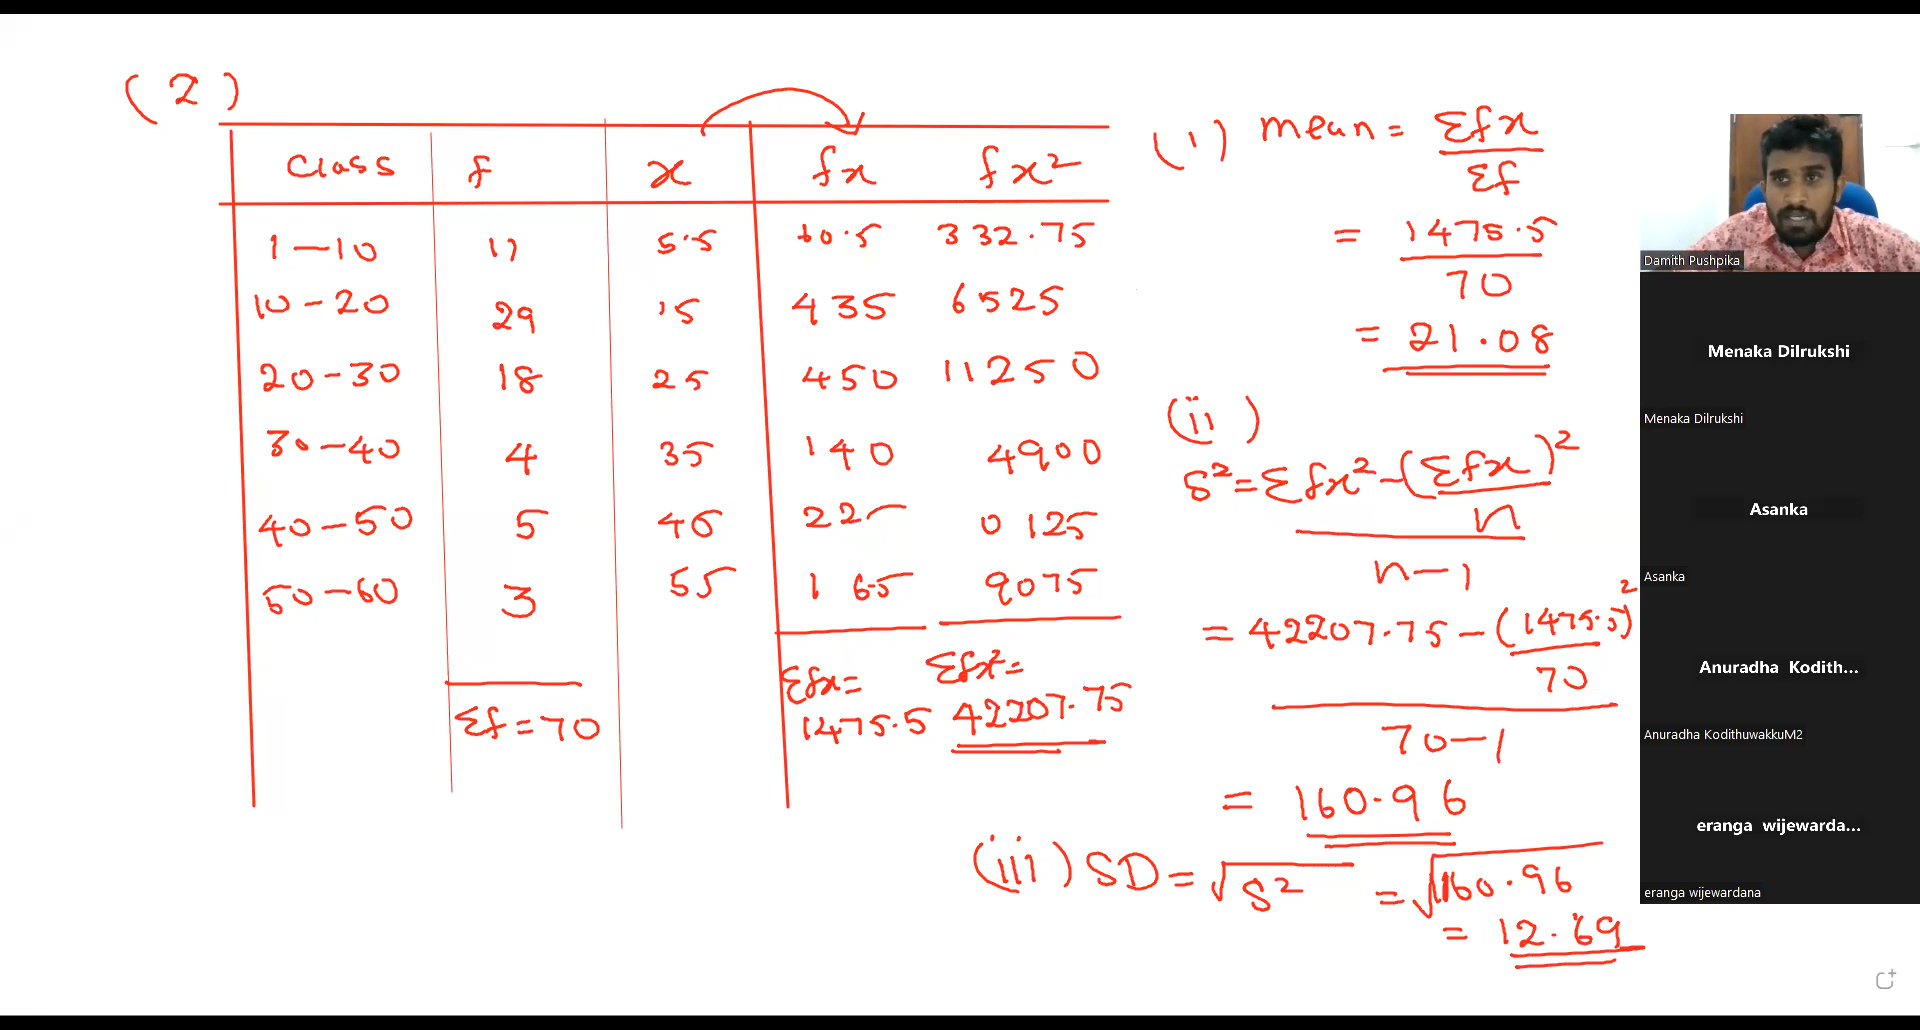 (2)
Class f x fx fx²
1-10 11 5.5 60.5 332.75
10-20 29 15 435 6525
20-30 18 25 450 11250
30-40 4 35 140 4900
40-50 5 45 225 0125
50-60 3 55 165 9075
Σf=70
Σfx=
1475.5
Σfx²=
42207.75
(i) mean = Σfx
Σf
= 1475.5
70
= 21.08
(ii)
s²=Σfx²-(Σfx)²
n
n-1
= 42207.75-(1475.5)²
70
70-1
= 160.96
(iii) SD = √s² = √160.96
= 12.69
Damith Pushpika
Menaka Dilrukshi
Menaka Dilrukshi
Asanka
Asanka
Anuradha Kodith...
Anuradha KodithuwakkuM2
eranga wijewarda...
eranga wijewardana